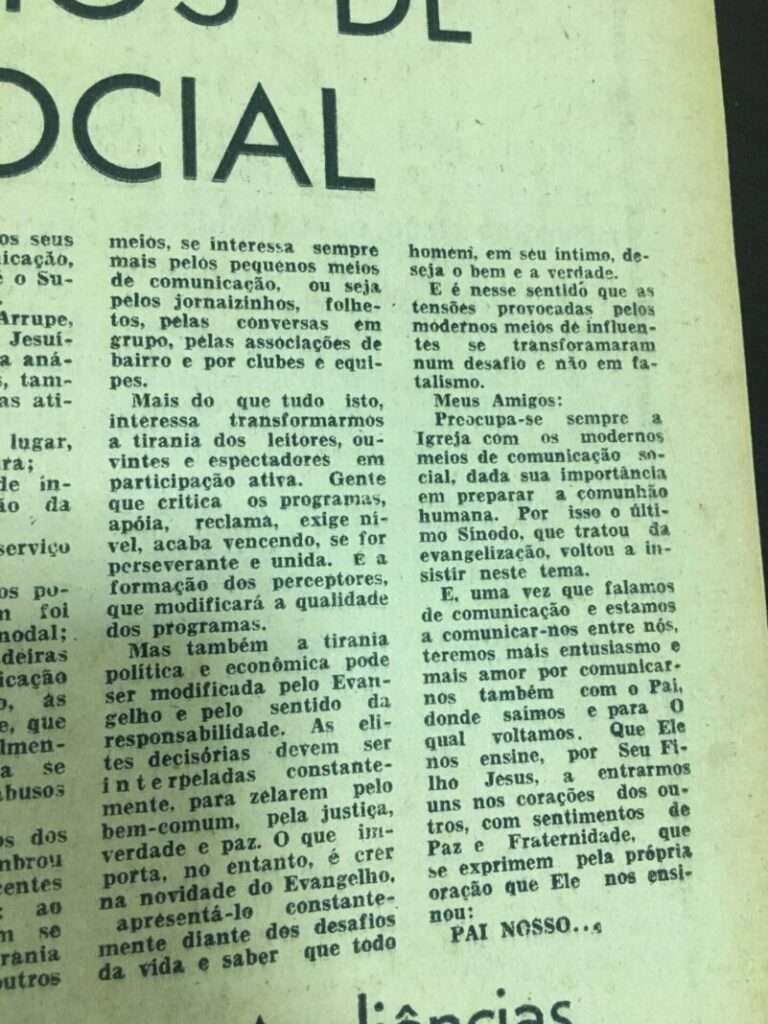 DE
OCIAL
os seus
icação,
é o Su-
Arrupe,
Jesuí-
a aná-
s, tam-
as ati-
lugar,
ra;
de in-
ão da
serviço
os po-
m foi
nodal;
deiras
icação
o, às
e, que
lmen-
a se
abusos
os dos
mbrou
centes
ao
m se
irania
outros
meios, se interessa sempre
mais pelos pequenos meios
de comunicação, ou seja
pelos jornaizinhos, folhe-
tos, pelas conversas em
grupo, pelas associações de
bairro e por clubes e equi-
pes.
Mais do que tudo isto,
interessa transformarmos
a tirania dos leitores, ou-
vintes e espectadores em
participação ativa. Gente
que critica os programas,
apóia, reclama, exige ní-
vel, acaba vencendo, se for
perseverante e unida. É a
formação dos perceptores,
que modificará a qualidade
dos programas.
Mas também a tirania
política e econômica pode
ser modificada pelo Evan-
gelho e pelo sentido da
responsabilidade. As eli-
tes decisórias devem ser
interpeladas constante-
mente, para zelarem pelo
bem-comum, pela justiça,
verdade e paz. O que im-
porta, no entanto, é crer
na novidade do Evangelho,
apresentá-lo constante-
mente diante dos desafios
da vida e saber que todo
homem, em seu íntimo, de-
seja o bem e a verdade.
E é nesse sentido que as
tensões provocadas pelos
modernos meios de influen-
tes se transforamaram
num desafio e não em fa-
talismo.
Meus Amigos:
Preocupa-se sempre a
Igreja com os modernos
meios de comunicação so-
cial, dada sua importância
em preparar a comunhão
humana. Por isso o últi-
mo Sínodo, que tratou da
evangelização, voltou a in-
sistir neste tema.
E, uma vez que falamos
de comunicação e estamos
a comunicar-nos entre nós,
teremos mais entusiasmo e
mais amor por comunicar-
nos também com o Pai,
donde saímos e para O
qual voltamos. Que Ele
nos ensine, por Seu Fi-
lho Jesus, a entrarmos
uns nos corações dos ou-
tros, com sentimentos de
Paz e Fraternidade, que
se exprimem pela própria
oração que Ele nos ensi-
nou:
PAI NOSSO...
liências